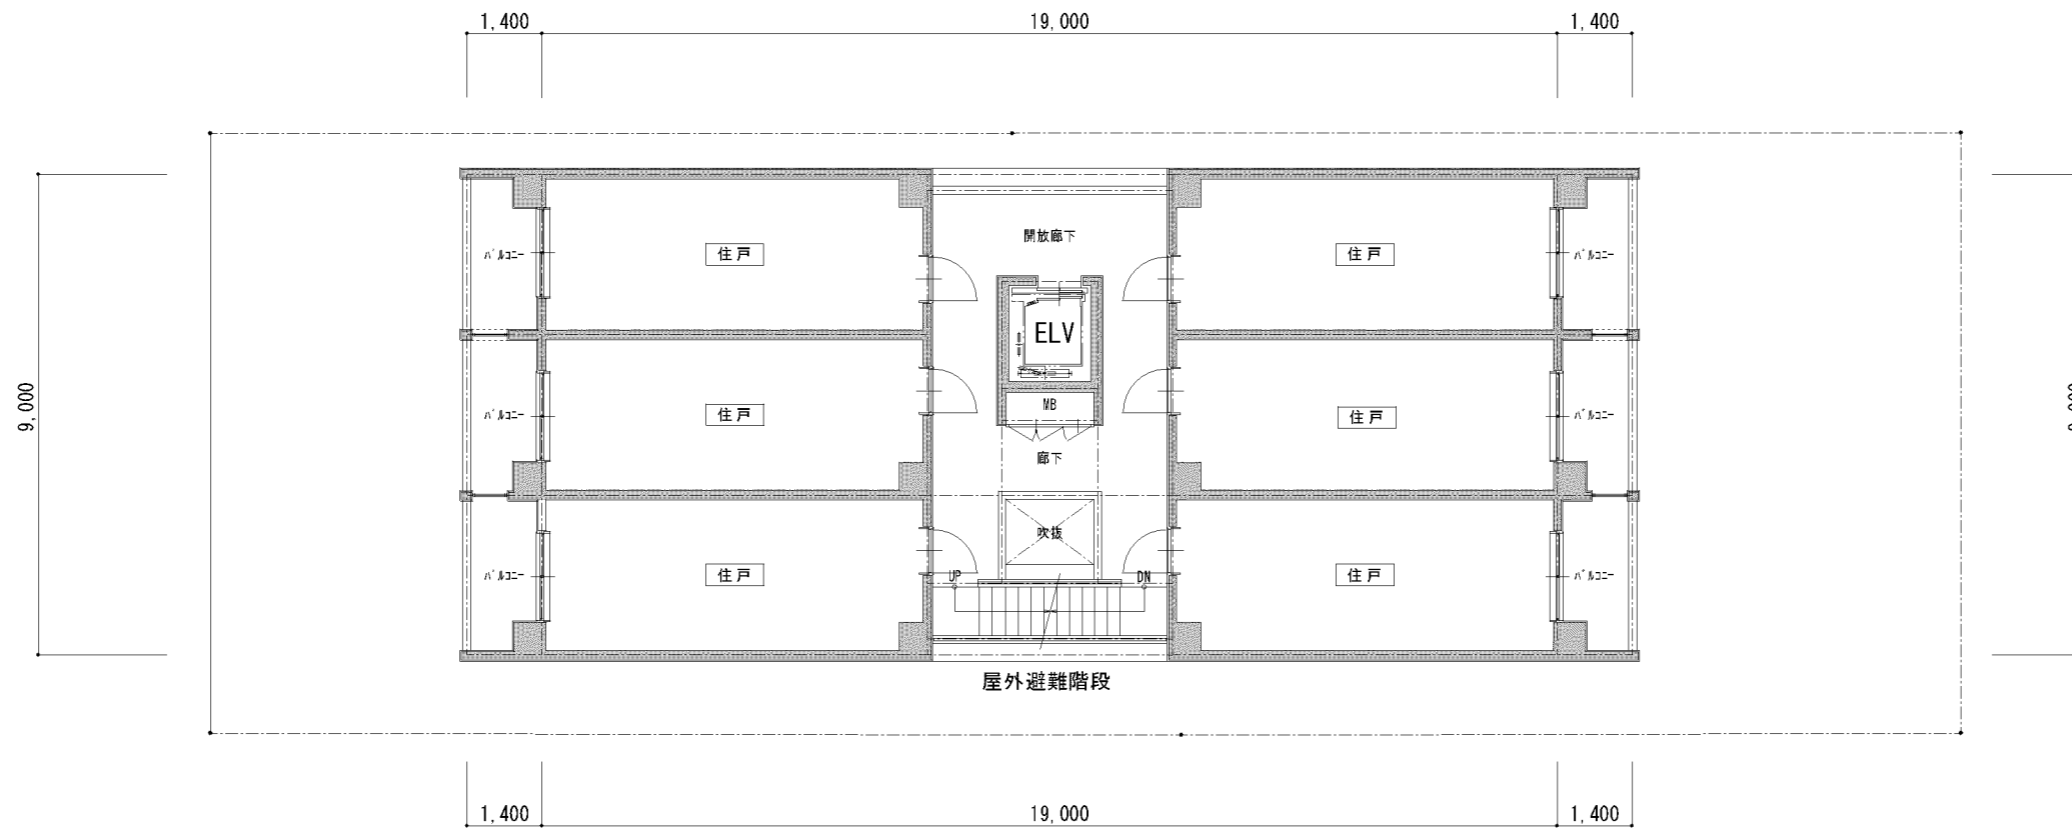 1,400
19,000
1,400
開放廊下
バルコニー
住戸
住戸
バルコニー
ELV
9,000
MB
バルコニー
住戸
住戸
バルコニー
廊下
吹抜
バルコニー
住戸
UP
DN
住戸
バルコニー
屋外避難階段
1,400
19,000
1,400